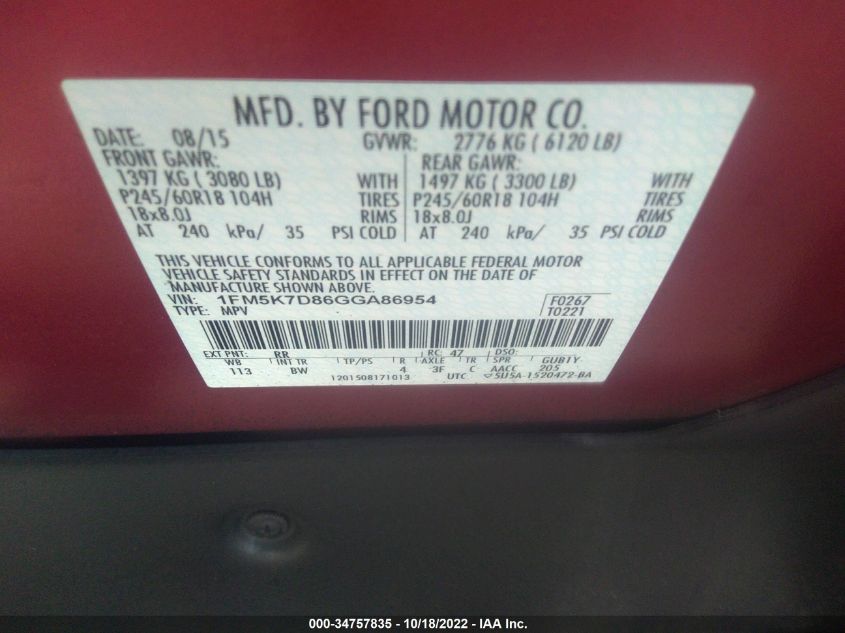 MFD. BY FORD MOTOR CO.
DATE: 08/15 GVWR: 2776 KG ( 6120 LB)
FRONT GAWR: REAR GAWR:
1397 KG ( 3080 LB) WITH 1497 KG ( 3300 LB) WITH
P245/60R18 104H TIRES P245/60R18 104H TIRES
18x8.0J RIMS 18x8.0J RIMS
AT 240 kPa/ 35 PSI COLD AT 240 kPa/ 35 PSI COLD
THIS VEHICLE CONFORMS TO ALL APPLICABLE FEDERAL MOTOR
VEHICLE SAFETY STANDARDS IN EFFECT ON THE DATE OF
MANUFACTURE SHOWN ABOVE.
VIN: 1FM5K7D86GGA86954 F0267
TYPE: MPV T0221
EXT PNT: RR RC: 47 DSO:
WB INT TR TP/PS R AXLE TR SPR GUB1Y
113 BW 4 3F C AACC 205
1201508171013 UTC 5U5A-1520472-BA
000-34757835 - 10/18/2022 - IAA Inc.